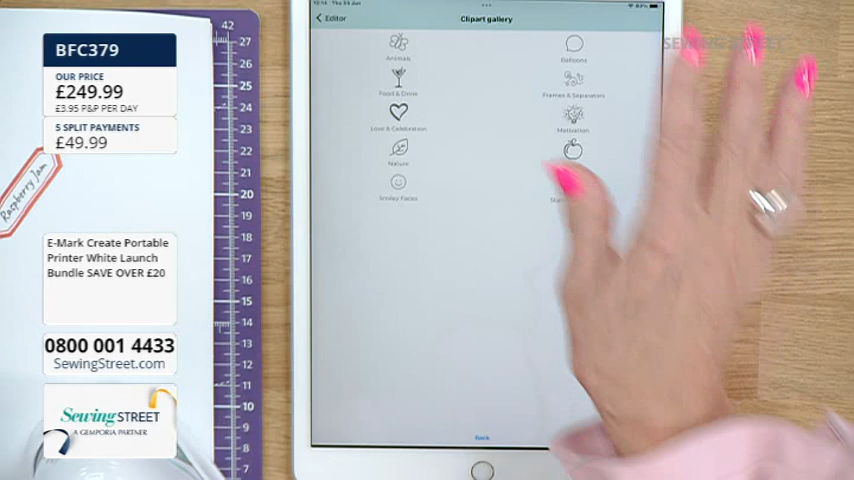 BFC379
OUR PRICE
£249.99
£3.95 P&P PER DAY
5 SPLIT PAYMENTS
£49.99
Raspberry Jam
E-Mark Create Portable
Printer White Launch
Bundle SAVE OVER £20
0800 001 4433
SewingStreet.com
Sewing STREET
A GEMPORIA PARTNER
42
27
26
25
24
23
22
21
20
19
18
17
16
15
14
13
12
11
10
9
8
7
Editor
Clipart gallery
Animals
Balloons
Food & Drink
Frames & Separators
Love & Celebration
Motivation
Nature
Smiley Faces
Back
SEWING STREET